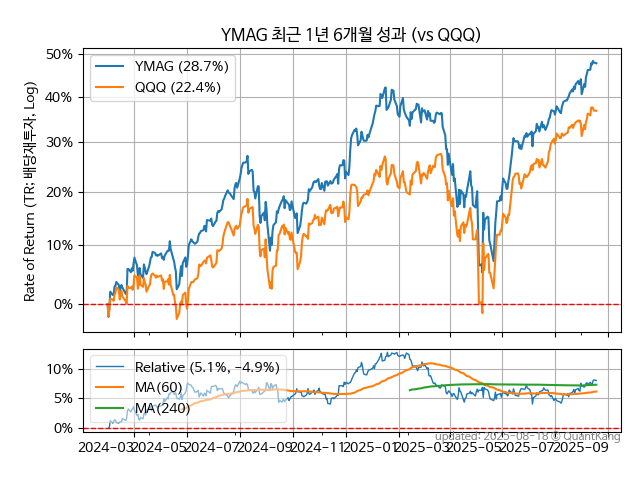 YMAG 최근 1년 6개월 성과 (vs QQQ)
Rate of Return (TR: 배당재투자, Log)
50%
40%
30%
20%
10%
0%
YMAG (28.7%)
QQQ (22.4%)
10%
5%
0%
Relative (5.1%, −4.9%)
MA(60)
MA(240)
2024-03 2024-05 2024-07 2024-09 2024-11 2025-01 2025-03 2025-05 2025-07 2025-09
updated: 2025-08-18 © QuantKang